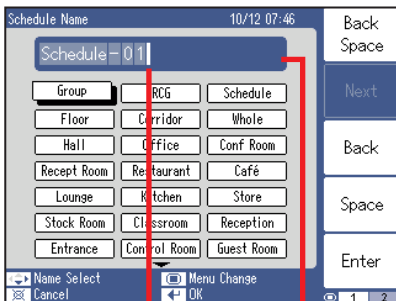 Schedule Name 10/12 07:46
Schedule-01
Group RCG Schedule
Floor Corridor Whole
Hall Office Conf Room
Recept Room Restaurant Café
Lounge Kitchen Store
Stock Room Classroom Reception
Entrance Control Room Guest Room
Name Select Menu Change
Cancel OK
Back
Space
Next
Back
Space
Enter
1 2